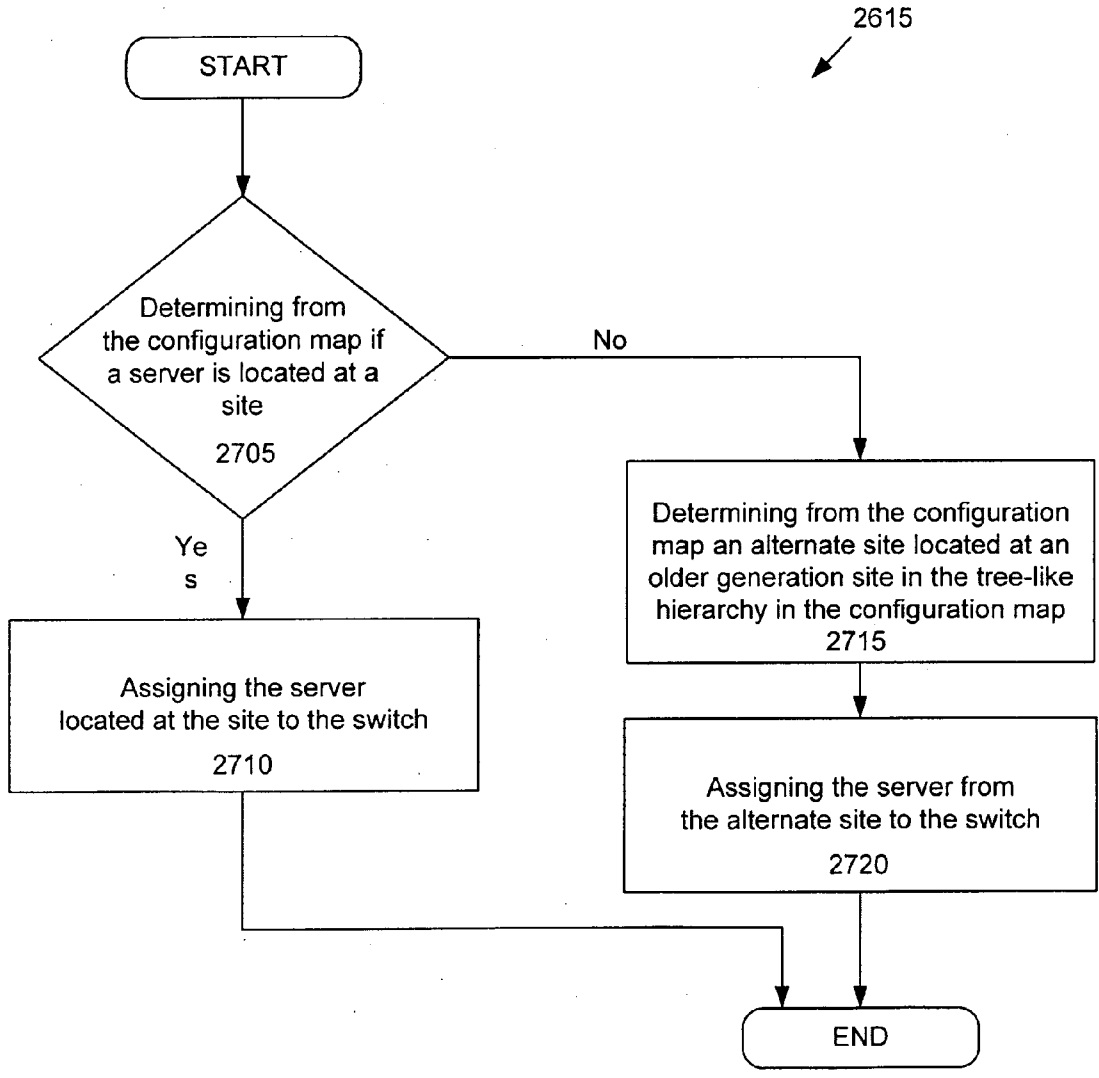 2615
START
Determining from
the configuration map if
a server is located at a
site
2705
No
Ye
s
Determining from the configuration
map an alternate site located at an
older generation site in the tree-like
hierarchy in the configuration map
2715
Assigning the server
located at the site to the switch
2710
Assigning the server from
the alternate site to the switch
2720
END